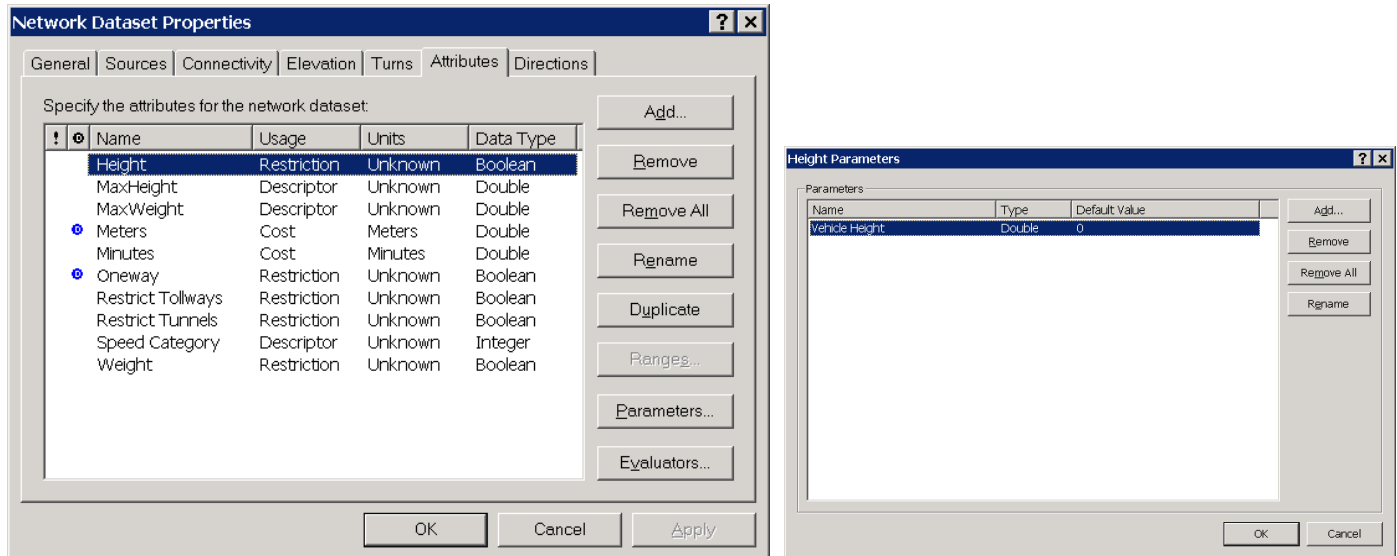 Network Dataset Properties ? ×
General Sources Connectivity Elevation Turns Attributes Directions
Specify the attributes for the network dataset:
! D Name Usage Units Data Type
Height Restriction Unknown Boolean
MaxHeight Descriptor Unknown Double
MaxWeight Descriptor Unknown Double
D Meters Cost Meters Double
Minutes Cost Minutes Double
D Oneway Restriction Unknown Boolean
Restrict Tollways Restriction Unknown Boolean
Restrict Tunnels Restriction Unknown Boolean
Speed Category Descriptor Integer
Weight Restriction Unknown Boolean
Add...
Remove
Remove All
Rename
Duplicate
Ranges...
Parameters...
Evaluators...
OK Cancel Apply
Height Parameters ? ×
Parameters
Name Type Default Value
Vehicle Height Double 0
Add...
Remove
Remove All
Rename
OK Cancel